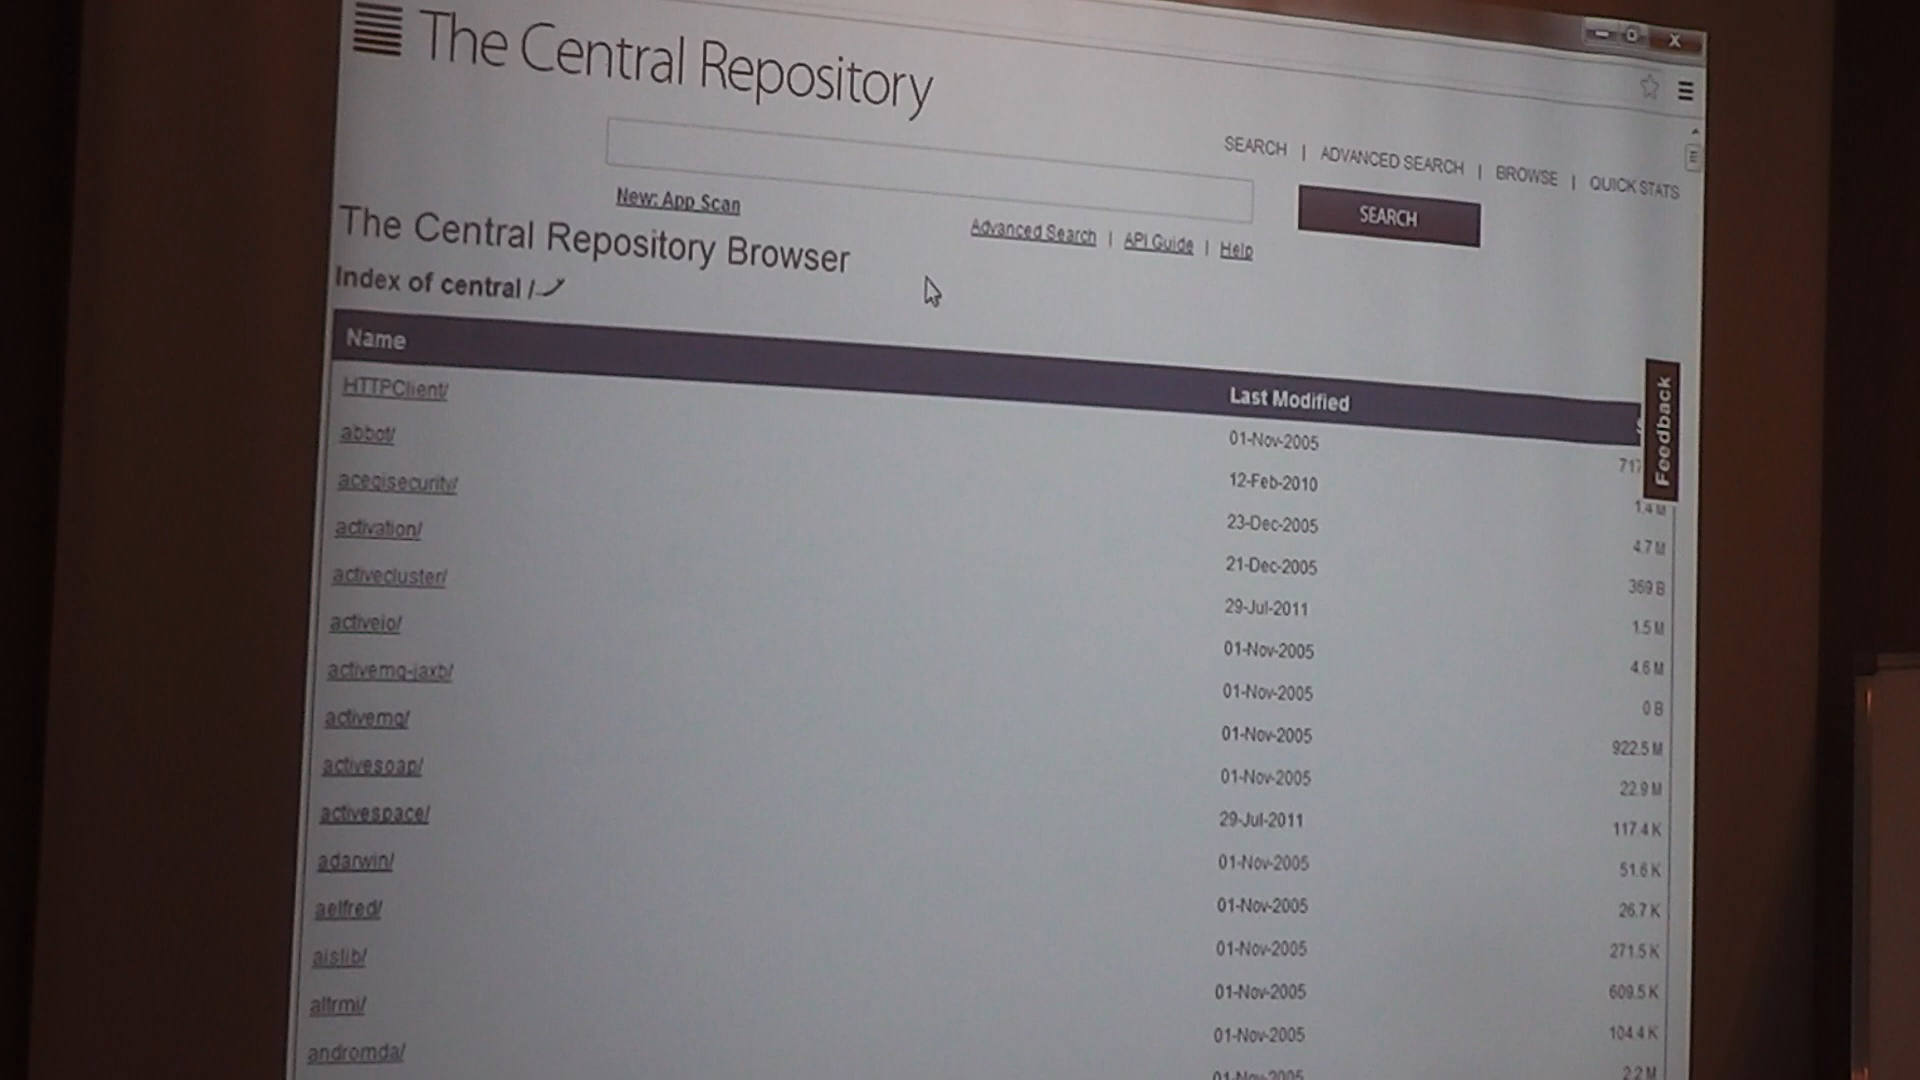 The Central Repository
SEARCH | ADVANCED SEARCH | BROWSE | QUICK STATS
SEARCH
New: App Scan
Advanced Search | API Guide | Help
The Central Repository Browser
Index of central /
Name Last Modified
HTTPClient/ 01-Nov-2005 717
abbot/ 12-Feb-2010 1.4 M
acegisecurity/ 23-Dec-2005 4.7 M
activation/ 21-Dec-2005 369 B
activecluster/ 29-Jul-2011 1.5 M
activeio/ 01-Nov-2005 4.6 M
activemq-jaxb/ 01-Nov-2005 0 B
activemq/ 01-Nov-2005 922.5 M
activesoap/ 01-Nov-2005 22.9 M
activespace/ 29-Jul-2011 117.4 K
adarwin/ 01-Nov-2005 51.6 K
aelfred/ 01-Nov-2005 26.7 K
aislib/ 01-Nov-2005 271.5 K
altrmi/ 01-Nov-2005 609.5 K
andromda/ 01-Nov-2005 104.4 K
01-Nov-2005 2.2 M
Feedback